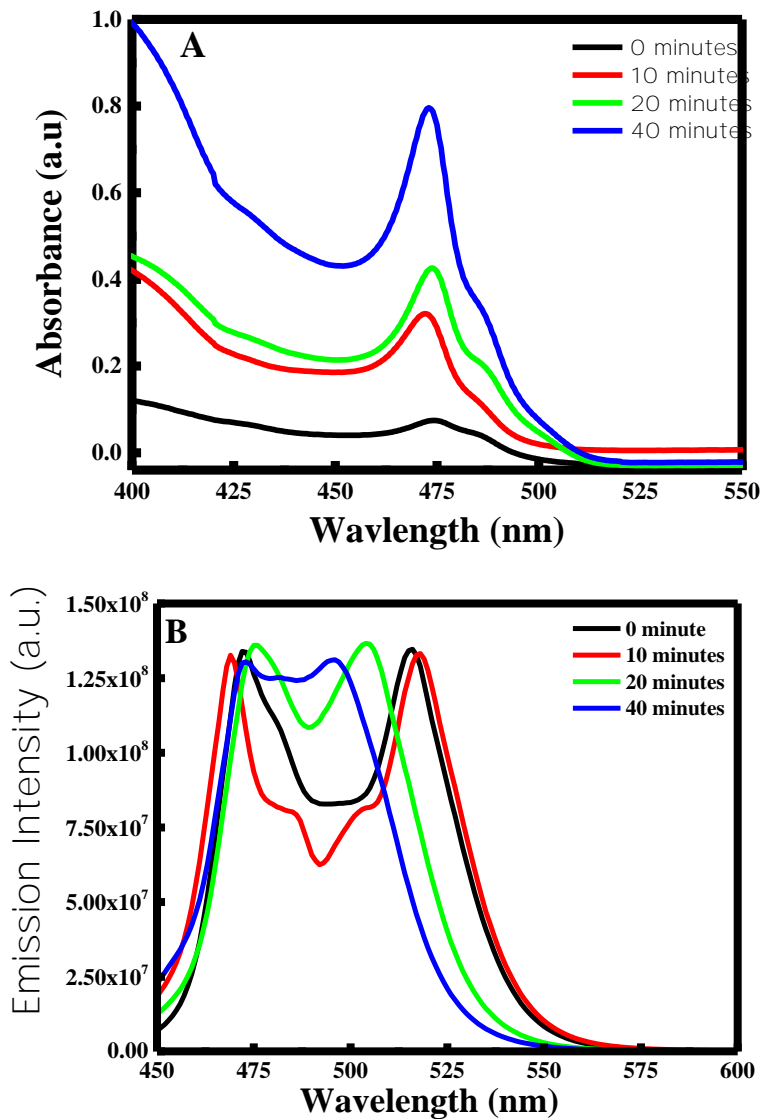 A
0 minutes
10 minutes
20 minutes
40 minutes
Absorbance (a.u)
1.0
0.8
0.6
0.4
0.2
0.0
400 425 450 475 500 525 550
Wavlength (nm)
B
0 minute
10 minutes
20 minutes
40 minutes
Emission Intensity (a.u.)
1.50x10⁸
1.25x10⁸
1.00x10⁸
7.50x10⁷
5.00x10⁷
2.50x10⁷
0.00
450 475 500 525 550 575 600
Wavelength (nm)